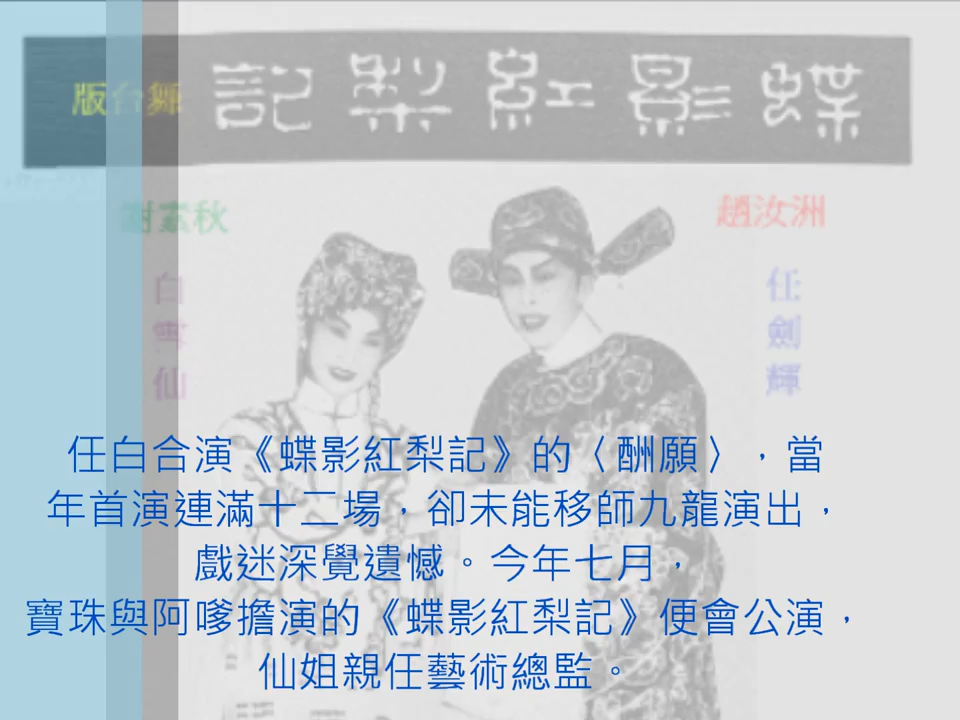 蝶影紅梨記
舞台版
謝素秋
趙汝洲
白雪仙
任劍輝
任白合演《蝶影紅梨記》的〈酬願〉，當
年首演連滿十二場，卻未能移師九龍演出，
戲迷深覺遺憾。今年七月，
寶珠與阿嗲擔演的《蝶影紅梨記》便會公演，
仙姐親任藝術總監。